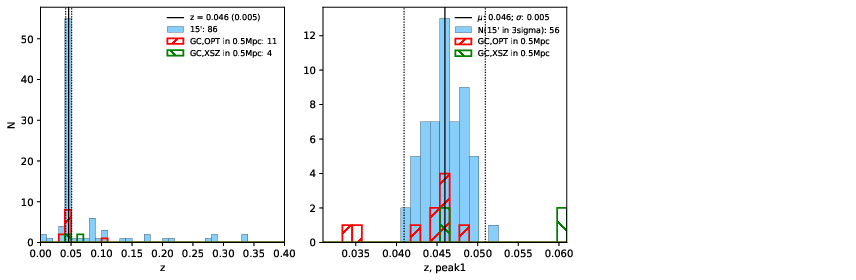 z = 0.046 (0.005)
15': 86
GC,OPT in 0.5Mpc: 11
GC,XSZ in 0.5Mpc: 4
N
50
40
30
20
10
0
0.00 0.05 0.10 0.15 0.20 0.25 0.30 0.35 0.40
z
μ: 0.046; σ: 0.005
N(15' in 3sigma): 56
GC,OPT in 0.5Mpc
GC,XSZ in 0.5Mpc
12
10
8
6
4
2
0
0.035 0.040 0.045 0.050 0.055 0.060
z, peak1